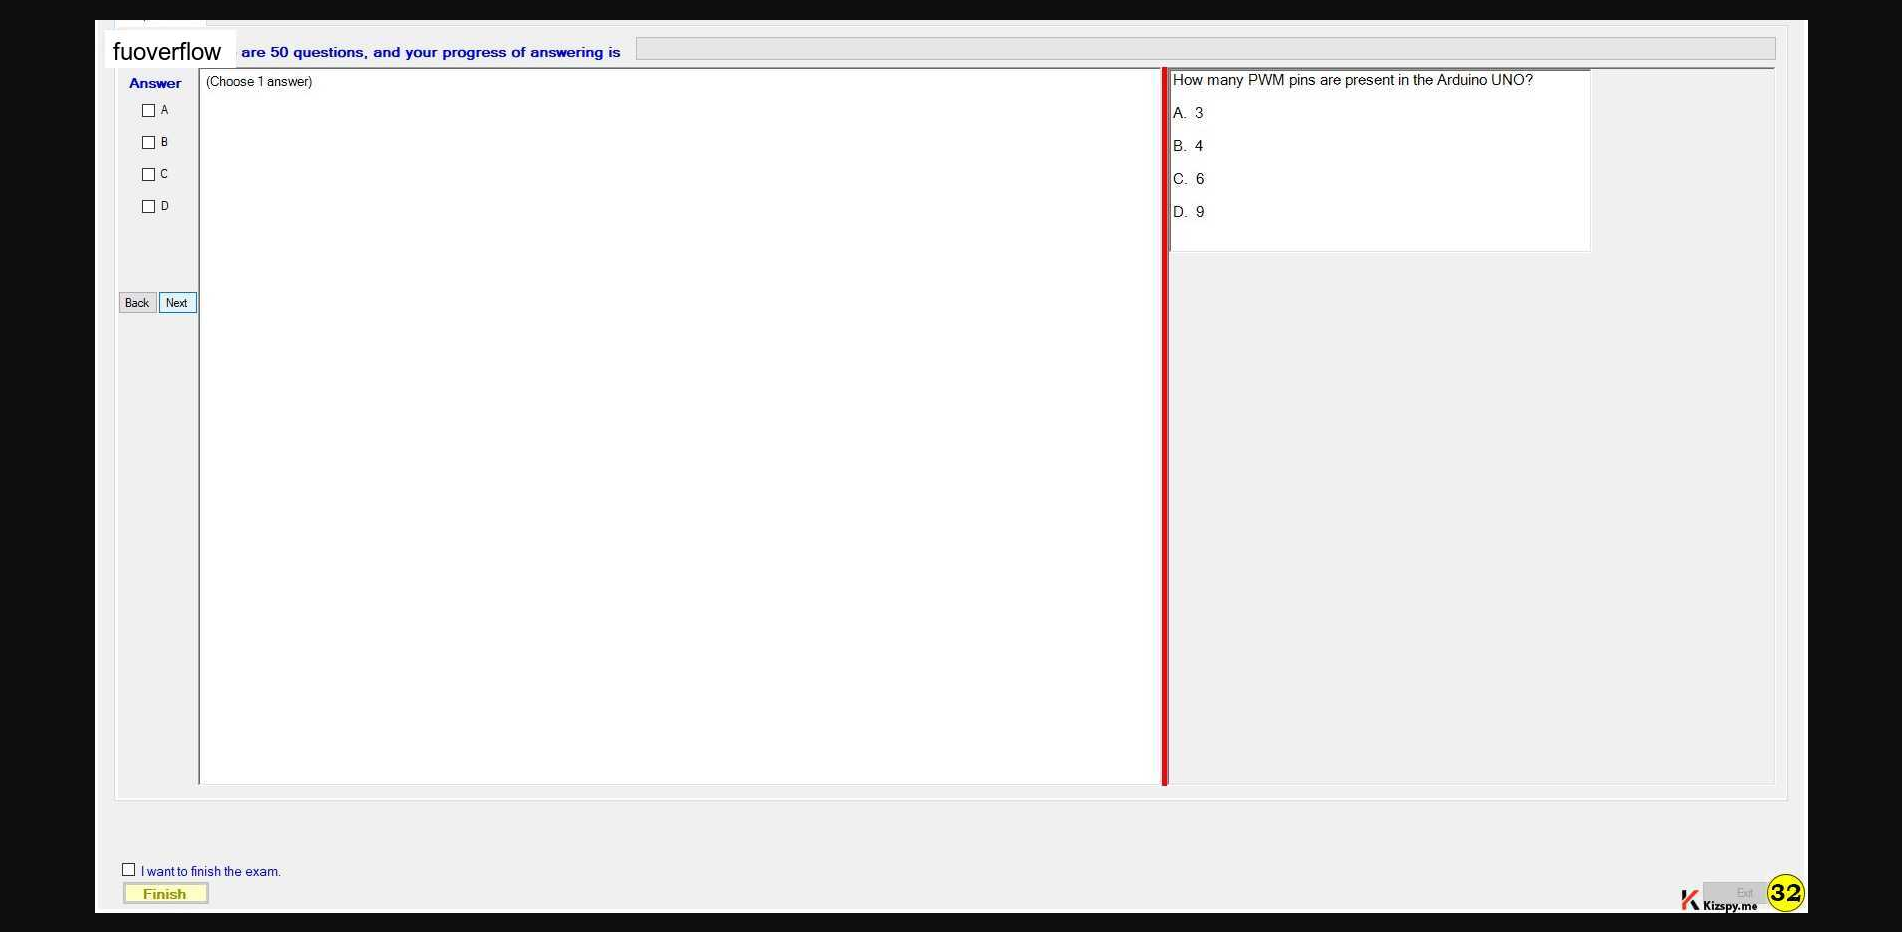 fuoverflow are 50 questions, and your progress of answering is
Answer
(Choose 1 answer)
A
B
C
D
Back Next
How many PWM pins are present in the Arduino UNO?
A. 3
B. 4
C. 6
D. 9
I want to finish the exam.
Finish
Exit
Kizspy.me
32